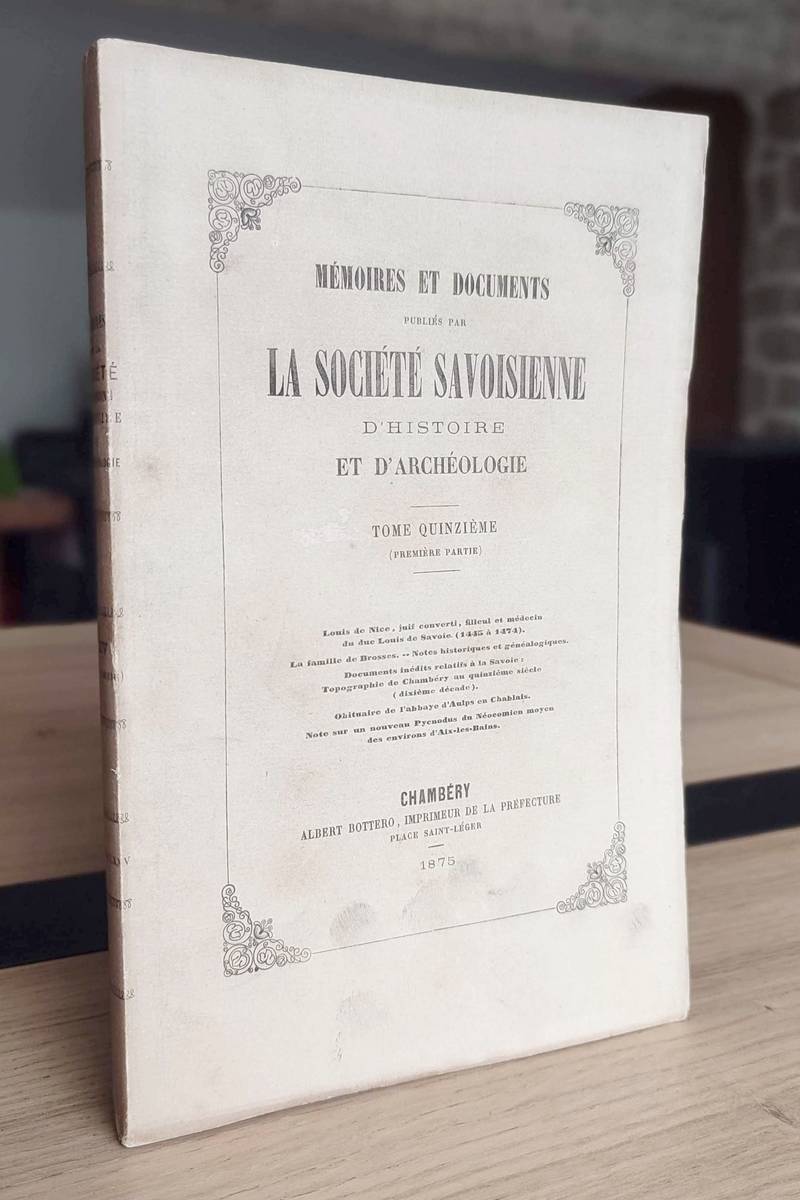 MÉMOIRES ET DOCUMENTS
PUBLIÉS PAR
LA SOCIÉTÉ SAVOISIENNE
D'HISTOIRE
ET D'ARCHÉOLOGIE
TOME QUINZIÈME
(PREMIÈRE PARTIE)
Louis de Nice, juif converti, filleul et médecin
du duc Louis de Savoie (1445 à 1474).
La famille de Brosses. -- Notes historiques et généalogiques.
Documents inédits relatifs à la Savoie :
Topographie de Chambéry au quinzième siècle
(dixième décade).
Obituaire de l'abbaye d'Aulps en Chablais.
Note sur un nouveau Pycnodus du Néocomien moyen
des environs d'Aix-les-Bains.
CHAMBÉRY
ALBERT BOTTERO, IMPRIMEUR DE LA PRÉFECTURE
PLACE SAINT-LÉGER
1875